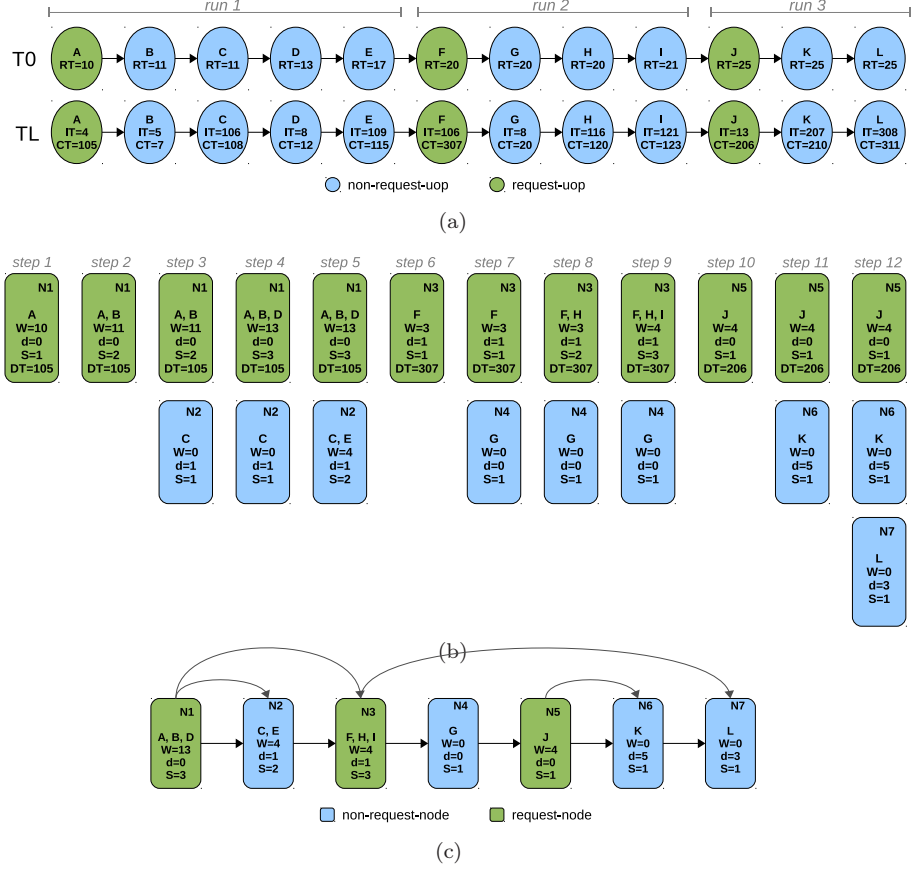 run 1 run 2 run 3
T0
A
RT=10
B
RT=11
C
RT=11
D
RT=13
E
RT=17
F
RT=20
G
RT=20
H
RT=20
I
RT=21
J
RT=25
K
RT=25
L
RT=25
TL
A
IT=4
CT=105
B
IT=5
CT=7
C
IT=106
CT=108
D
IT=8
CT=12
E
IT=109
CT=115
F
IT=106
CT=307
G
IT=8
CT=20
H
IT=116
CT=120
I
IT=121
CT=123
J
IT=13
CT=206
K
IT=207
CT=210
L
IT=308
CT=311
non-request-uop request-uop
(a)
step 1 step 2 step 3 step 4 step 5 step 6 step 7 step 8 step 9 step 10 step 11 step 12
N1
A
W=10
d=0
S=1
DT=105
N1
A, B
W=11
d=0
S=2
DT=105
N1
A, B
W=11
d=0
S=2
DT=105
N1
A, B, D
W=13
d=0
S=3
DT=105
N1
A, B, D
W=13
d=0
S=3
DT=105
N3
F
W=3
d=1
S=1
DT=307
N3
F
W=3
d=1
S=1
DT=307
N3
F, H
W=3
d=1
S=2
DT=307
N3
F, H, I
W=4
d=1
S=3
DT=307
N5
J
W=4
d=0
S=1
DT=206
N5
J
W=4
d=0
S=1
DT=206
N5
J
W=4
d=0
S=1
DT=206
N2
C
W=0
d=1
S=1
N2
C
W=0
d=1
S=1
N2
C, E
W=4
d=1
S=2
N4
G
W=0
d=0
S=1
N4
G
W=0
d=0
S=1
N4
G
W=0
d=0
S=1
N6
K
W=0
d=5
S=1
N6
K
W=0
d=5
S=1
N7
L
W=0
d=3
S=1
(b)
N1
A, B, D
W=13
d=0
S=3
N2
C, E
W=4
d=1
S=2
N3
F, H, I
W=4
d=1
S=3
N4
G
W=0
d=0
S=1
N5
J
W=4
d=0
S=1
N6
K
W=0
d=5
S=1
N7
L
W=0
d=3
S=1
non-request-node request-node
(c)